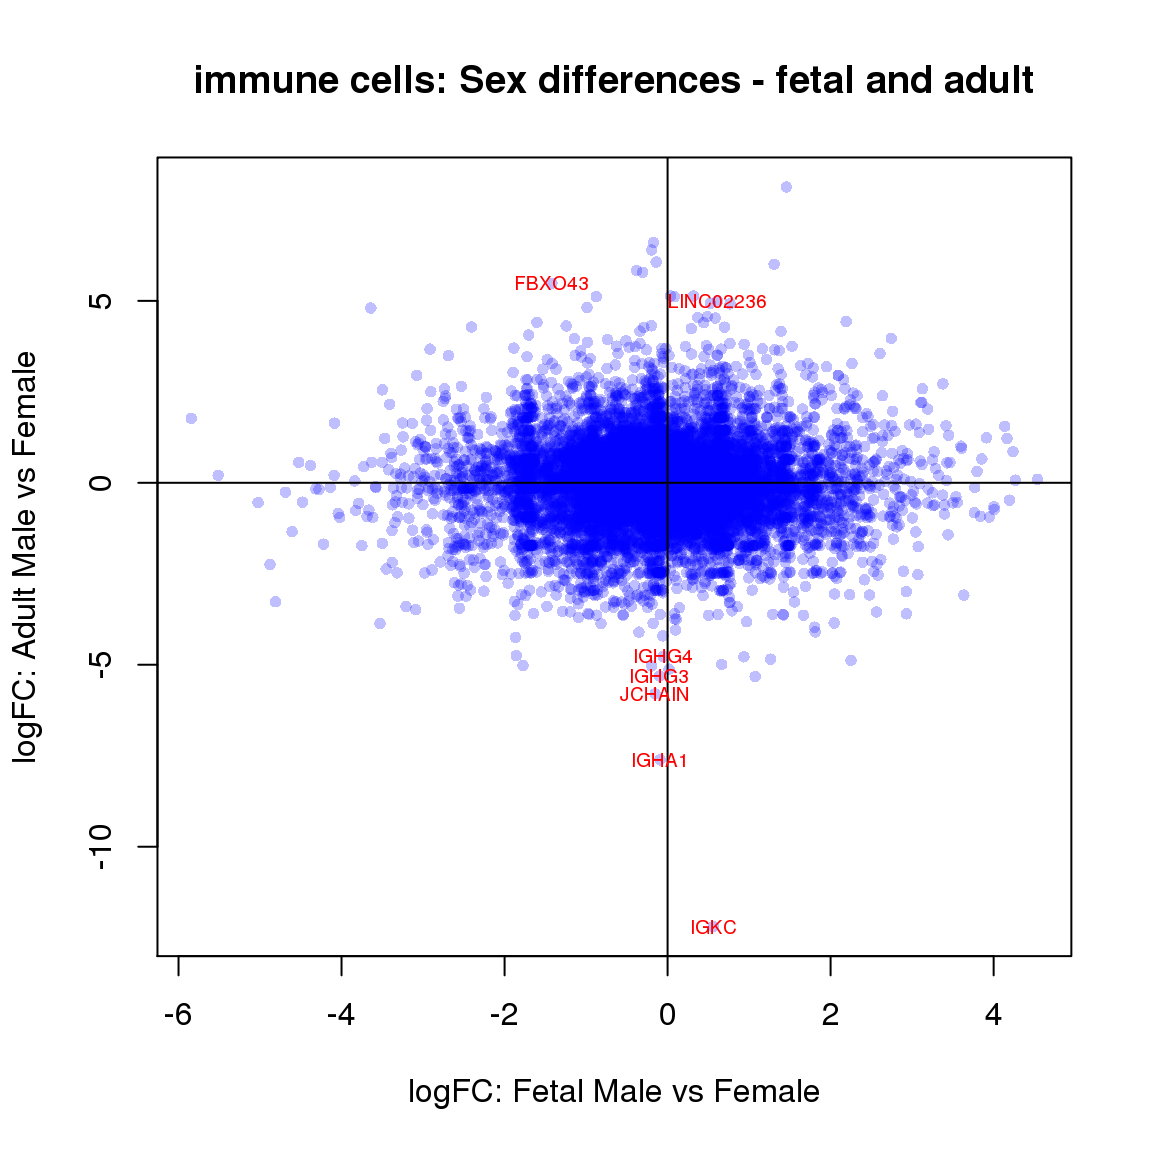 immune cells: Sex differences - fetal and adult
logFC: Adult Male vs Female
5
0
-5
-10
FBXO43
LINC02236
IGHG4
IGHG3
JCHAIN
IGHA1
IGKC
-6 -4 -2 0 2 4
logFC: Fetal Male vs Female